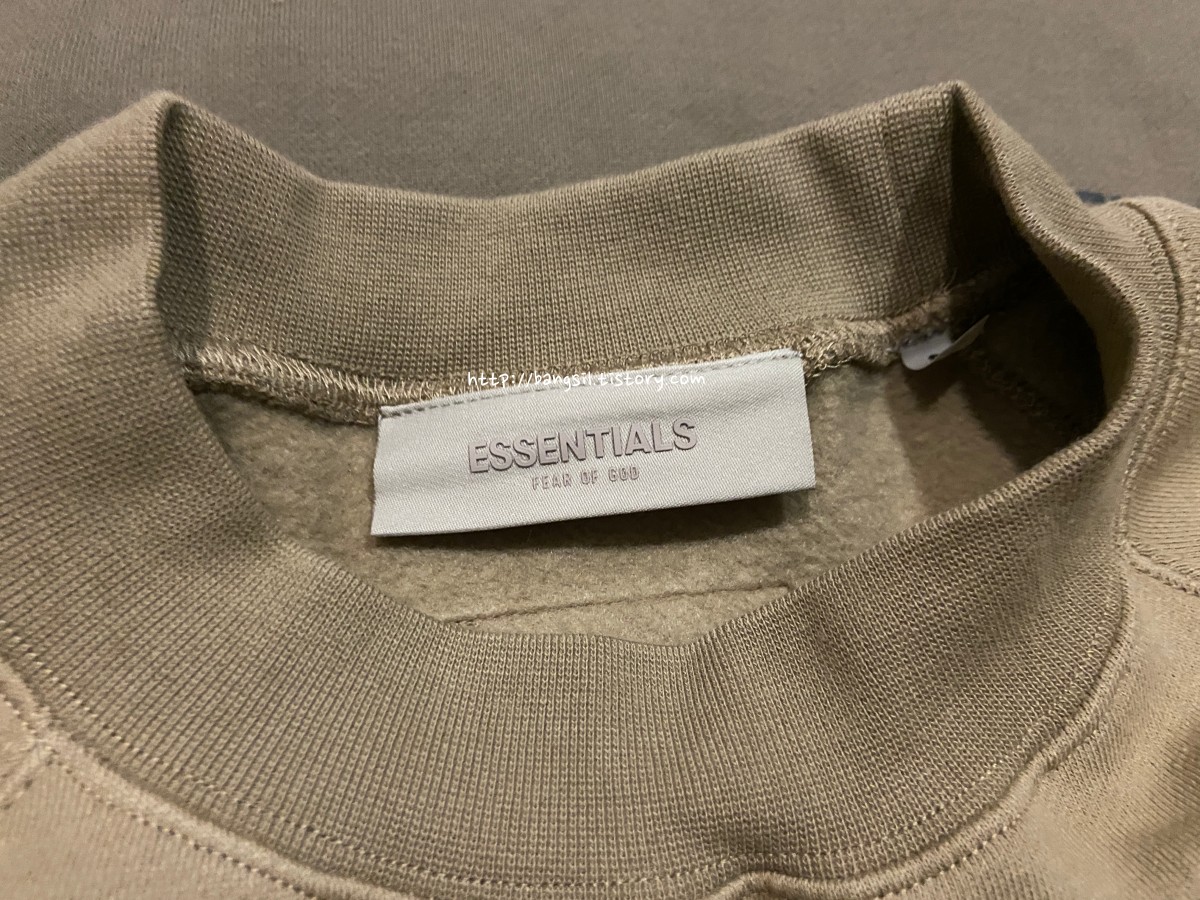 http://bangsil.tistory.com
ESSENTIALS
FEAR OF GOD